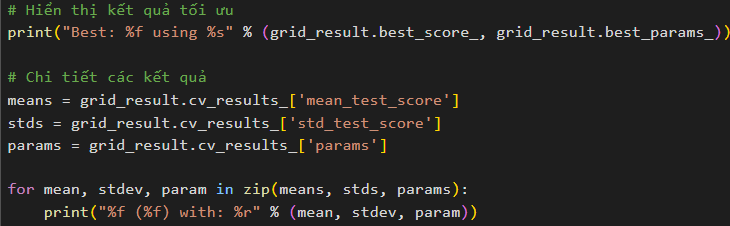 # Hiển thị kết quả tối ưu
print("Best: %f using %s" % (grid_result.best_score_, grid_result.best_params_))
# Chi tiết các kết quả
means = grid_result.cv_results_['mean_test_score']
stds = grid_result.cv_results_['std_test_score']
params = grid_result.cv_results_['params']
for mean, stdev, param in zip(means, stds, params):
    print("%f (%f) with: %r" % (mean, stdev, param))